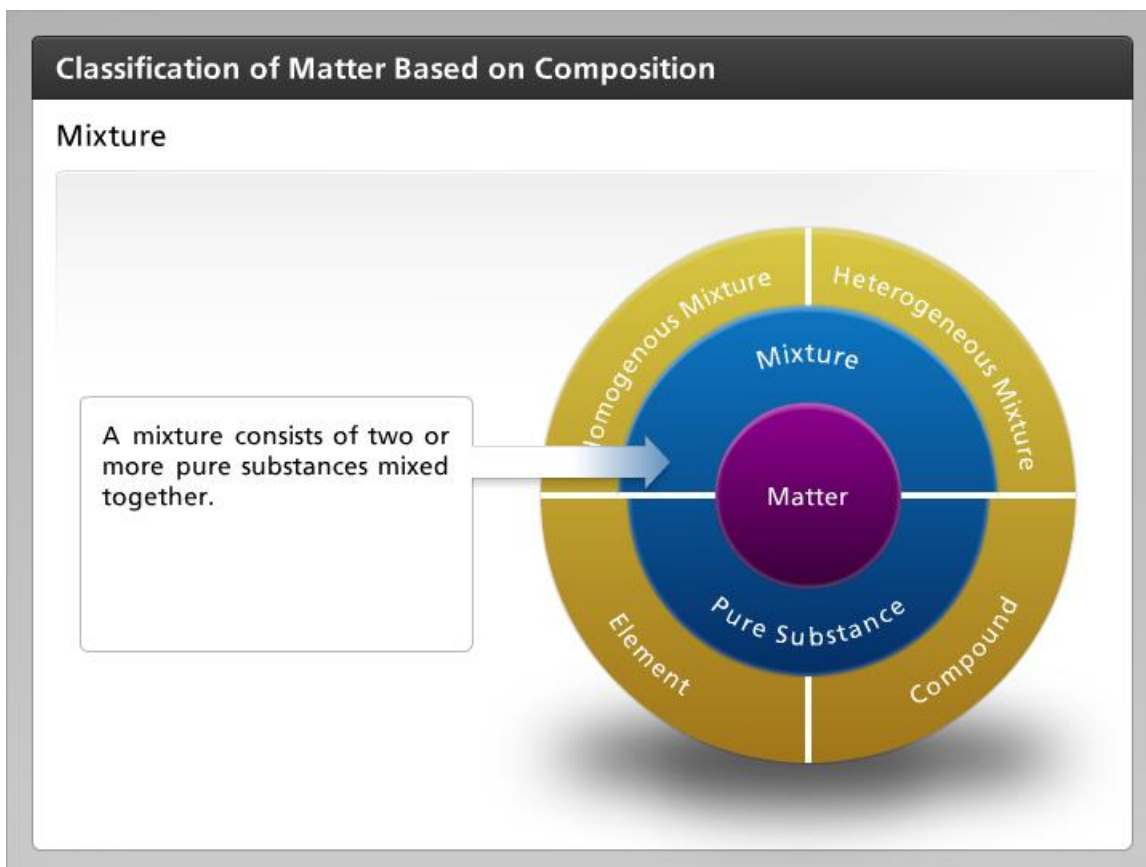 Classification of Matter Based on Composition
Mixture
A mixture consists of two or
more pure substances mixed
together.
Homogenous Mixture
Heterogeneous Mixture
Mixture
Matter
Pure Substance
Element
Compound